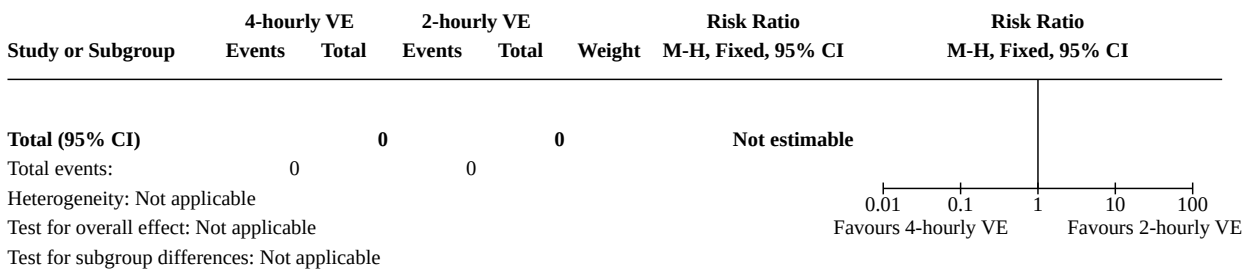 4-hourly VE 2-hourly VE Risk Ratio Risk Ratio
Study or Subgroup Events Total Events Total Weight M-H, Fixed, 95% CI M-H, Fixed, 95% CI
Total (95% CI) 0 0 Not estimable
Total events: 0 0
Heterogeneity: Not applicable
0.01 0.1 1 10 100
Test for overall effect: Not applicable Favours 4-hourly VE Favours 2-hourly VE
Test for subgroup differences: Not applicable